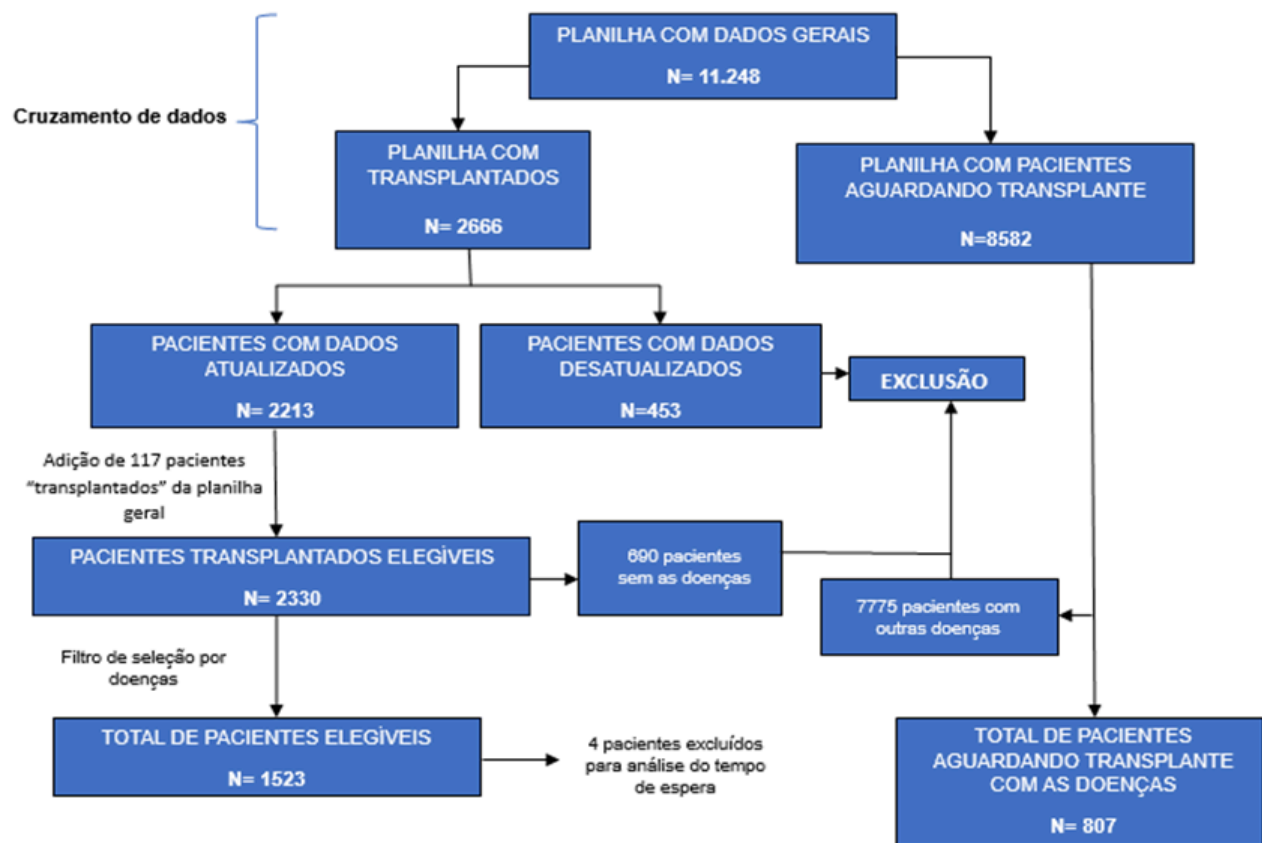 PLANILHA COM DADOS GERAIS
N= 11.248
Cruzamento de dados
PLANILHA COM
TRANSPLANTADOS
N= 2666
PLANILHA COM PACIENTES
AGUARDANDO TRANSPLANTE
N=8582
PACIENTES COM DADOS
ATUALIZADOS
N= 2213
PACIENTES COM DADOS
DESATUALIZADOS
N=453
EXCLUSÃO
Adição de 117 pacientes
“transplantados” da planilha
geral
PACIENTES TRANSPLANTADOS ELEGÍVEIS
N= 2330
690 pacientes
sem as doenças
7775 pacientes com
outras doenças
Filtro de seleção por
doenças
TOTAL DE PACIENTES ELEGÍVEIS
N= 1523
4 pacientes excluídos
para análise do tempo
de espera
TOTAL DE PACIENTES
AGUARDANDO TRANSPLANTE
COM AS DOENÇAS
N= 807